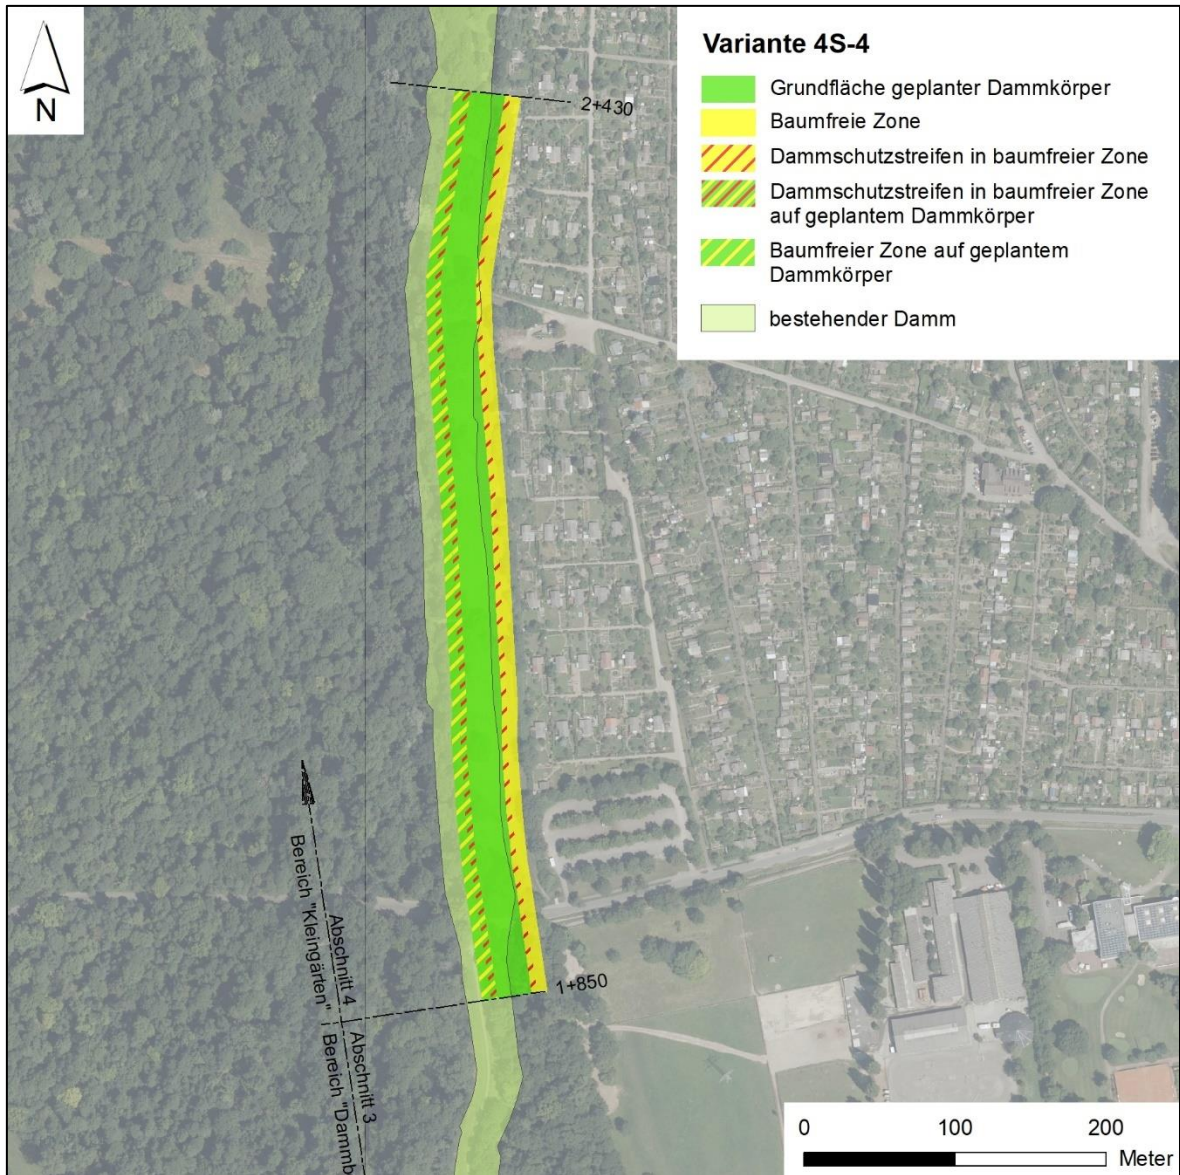 N
Variante 4S-4
Grundfläche geplanter Dammkörper
Baumfreie Zone
Dammschutzstreifen in baumfreier Zone
Dammschutzstreifen in baumfreier Zone
auf geplantem Dammkörper
Baumfreier Zone auf geplantem
Dammkörper
bestehender Damm
2+430
1+850
Abschnitt 4
Bereich "Kleingärten"
Abschnitt 3
Bereich "Dammb
0 100 200
Meter